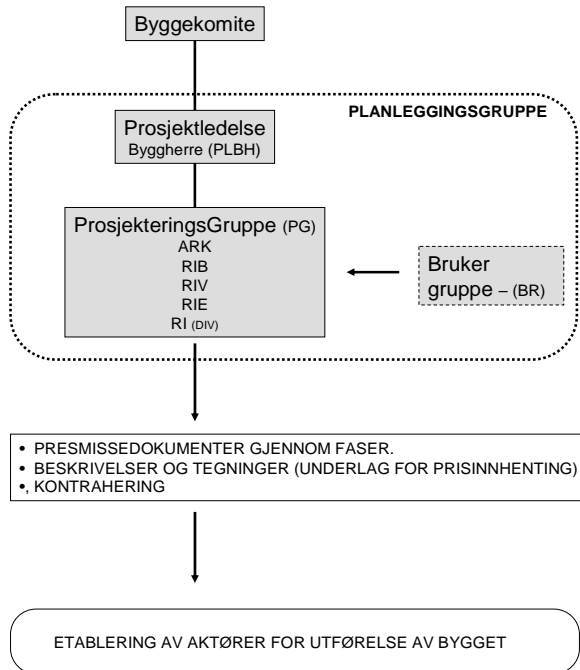 Byggekomite
PLANLEGGINGSGRUPPE
Prosjektledelse
Byggherre (PLBH)
ProsjekteringsGruppe (PG)
ARK
RIB
RIV
RIE
RI (DIV)
Bruker
gruppe – (BR)
• PRESMISSEDOKUMENTER GJENNOM FASER.
• BESKRIVELSER OG TEGNINGER (UNDERLAG FOR PRISINNHENTING)
•, KONTRAHERING
ETABLERING AV AKTØRER FOR UTFØRELSE AV BYGGET